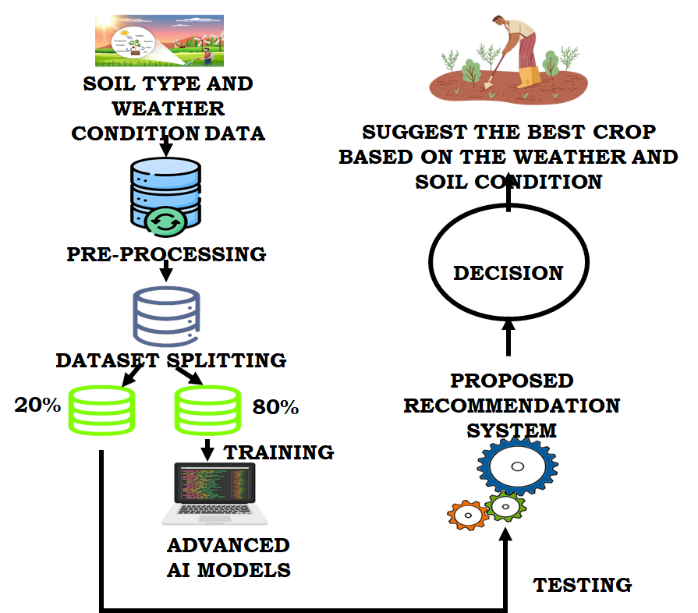 SOIL TYPE AND
WEATHER
CONDITION DATA
PRE-PROCESSING
DATASET SPLITTING
20%
80%
TRAINING
ADVANCED
AI MODELS
SUGGEST THE BEST CROP
BASED ON THE WEATHER AND
SOIL CONDITION
DECISION
PROPOSED
RECOMMENDATION
SYSTEM
TESTING